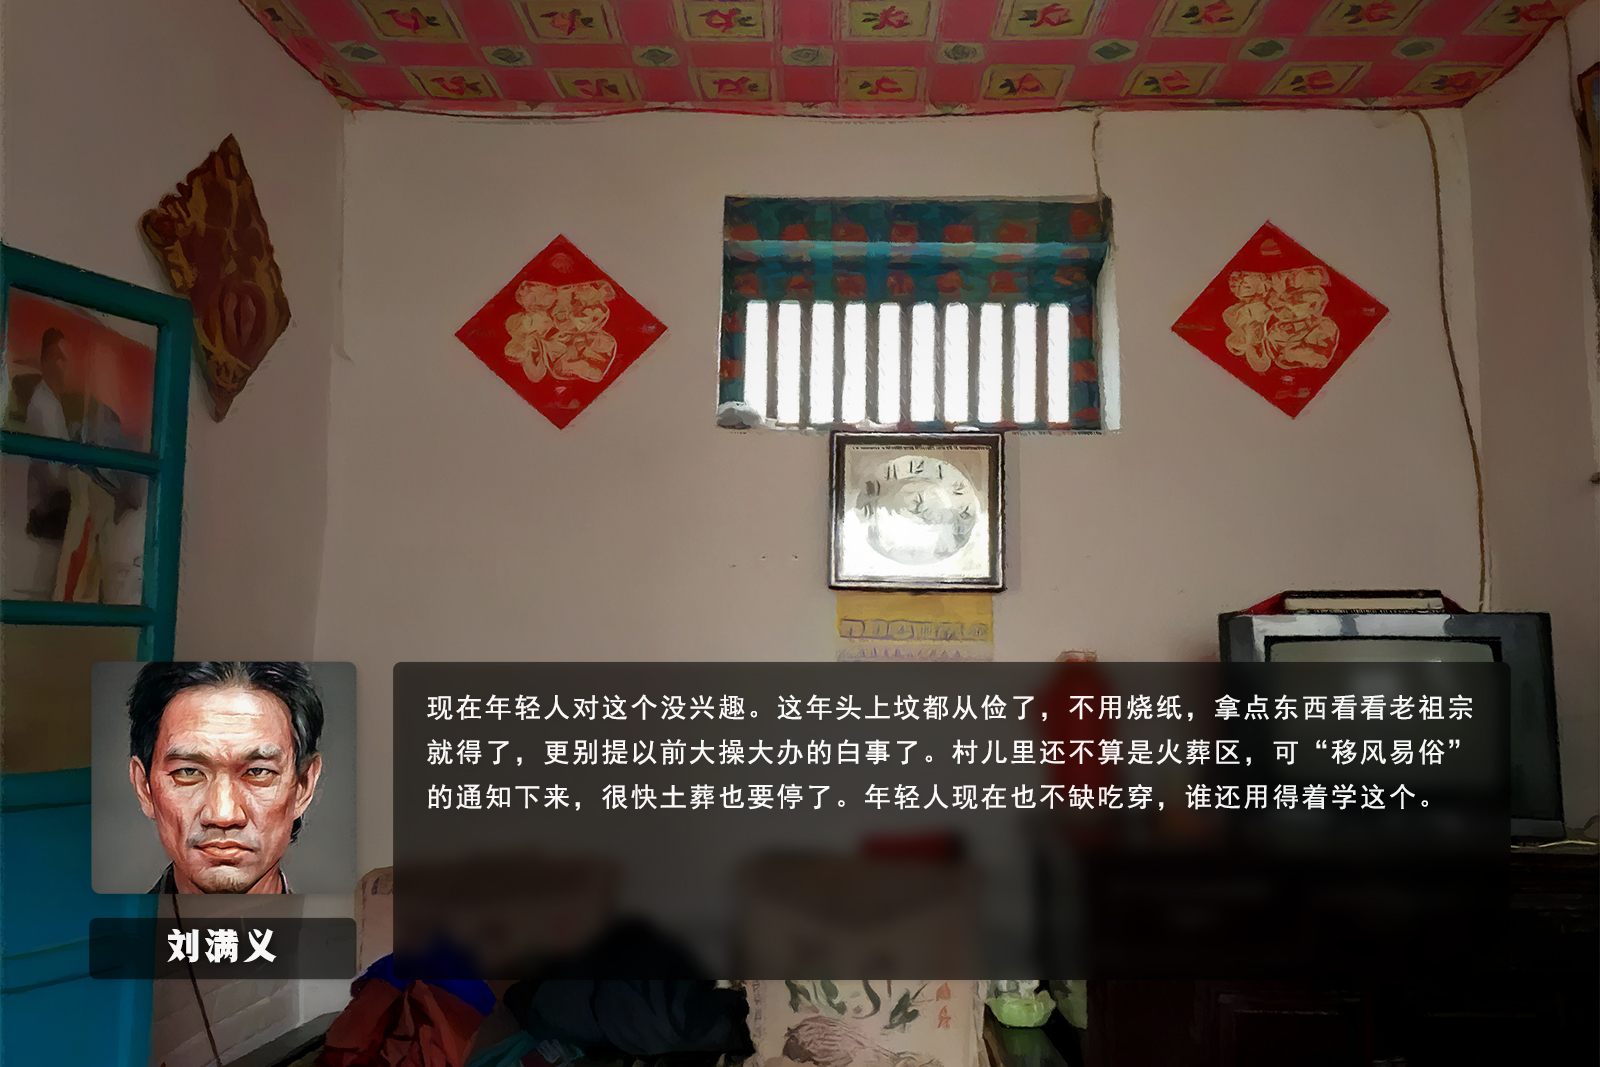 福
福
现在年轻人对这个没兴趣。这年头上坟都从俭了，不用烧纸，拿点东西看看老祖宗
就得了，更别提以前大操大办的白事了。村儿里还不算是火葬区，可“移风易俗”
的通知下来，很快土葬也要停了。年轻人现在也不缺吃穿，谁还用得着学这个。
刘满义